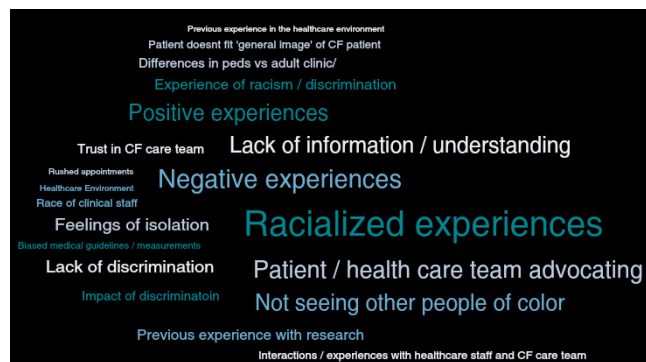 Previous experience in the healthcare environment
Patient doesnt fit 'general image' of CF patient
Differences in peds vs adult clinic/
Experience of racism / discrimination
Positive experiences
Trust in CF care team
Lack of information / understanding
Rushed appointments
Negative experiences
Healthcare Environment
Race of clinical staff
Feelings of isolation
Racialized experiences
Biased medical guidelines / measurements
Lack of discrimination
Patient / health care team advocating
Impact of discriminatoin
Not seeing other people of color
Previous experience with research
Interactions / experiences with healthcare staff and CF care team